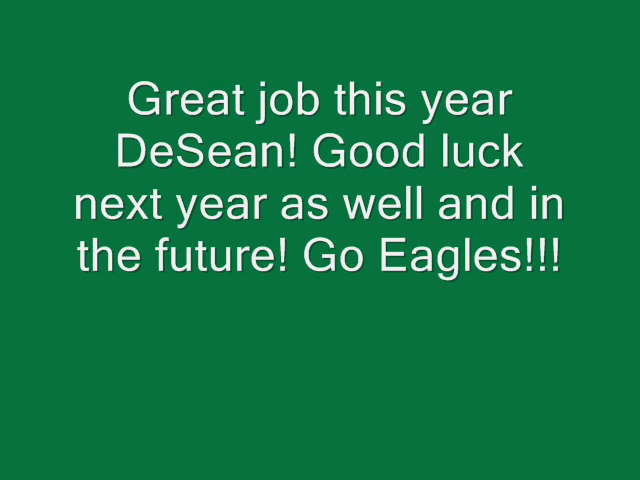 Great job this year
DeSean! Good luck
next year as well and in
the future! Go Eagles!!!